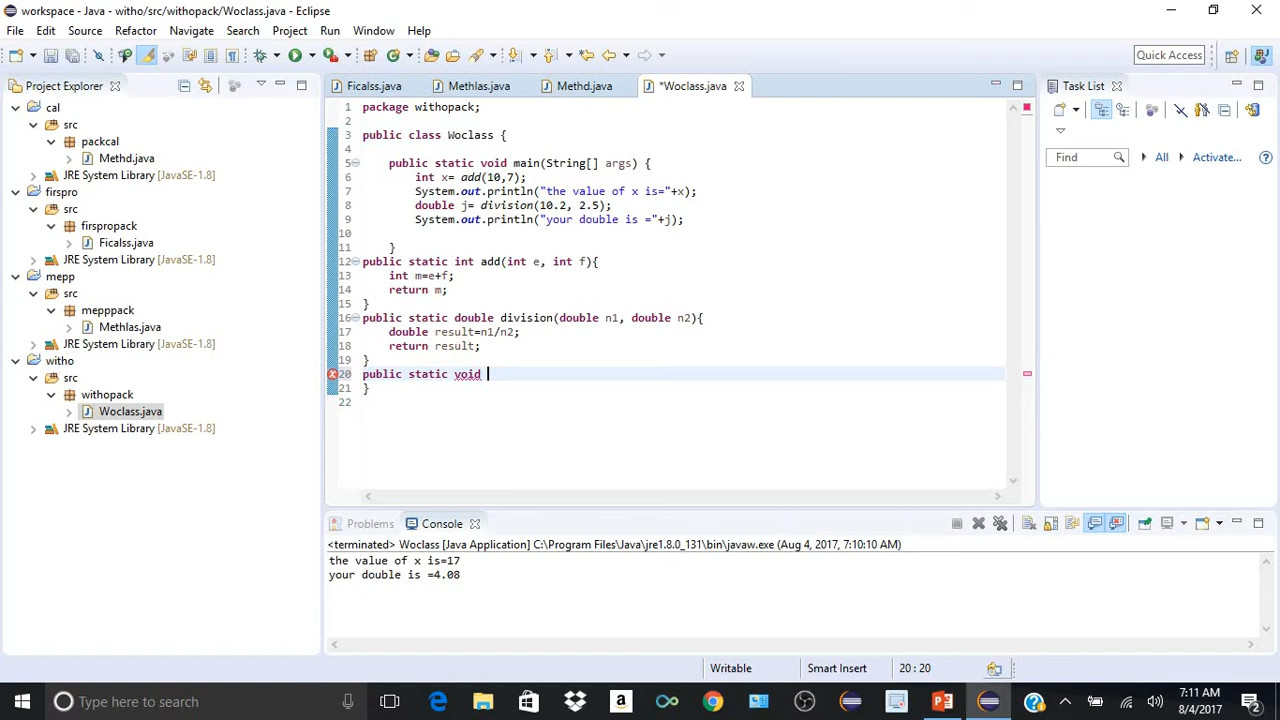 workspace - Java - witho/src/withopack/Woclass.java - Eclipse
File Edit Source Refactor Navigate Search Project Run Window Help
Quick Access
Project Explorer
cal
src
packcal
Methd.java
JRE System Library [JavaSE-1.8]
firspro
src
firspropack
Ficalss.java
JRE System Library [JavaSE-1.8]
mepp
src
mepppack
Methlas.java
JRE System Library [JavaSE-1.8]
witho
src
withopack
Woclass.java
JRE System Library [JavaSE-1.8]
Ficalss.java Methlas.java Methd.java *Woclass.java
1 package withopack;
2
3 public class Woclass {
4
5 public static void main(String[] args) {
6 int x= add(10,7);
7 System.out.println("the value of x is="+x);
8 double j= division(10.2, 2.5);
9 System.out.println("your double is ="+j);
10
11 }
12 public static int add(int e, int f){
13 int m=e+f;
14 return m;
15 }
16 public static double division(double n1, double n2){
17 double result=n1/n2;
18 return result;
19 }
20 public static void
21 }
22
Task List
Find All Activate...
Problems Console
<terminated> Woclass [Java Application] C:\Program Files\Java\jre1.8.0_131\bin\javaw.exe (Aug 4, 2017, 7:10:10 AM)
the value of x is=17
your double is =4.08
Writable Smart Insert 20 : 20
Type here to search
7:11 AM
8/4/2017
2